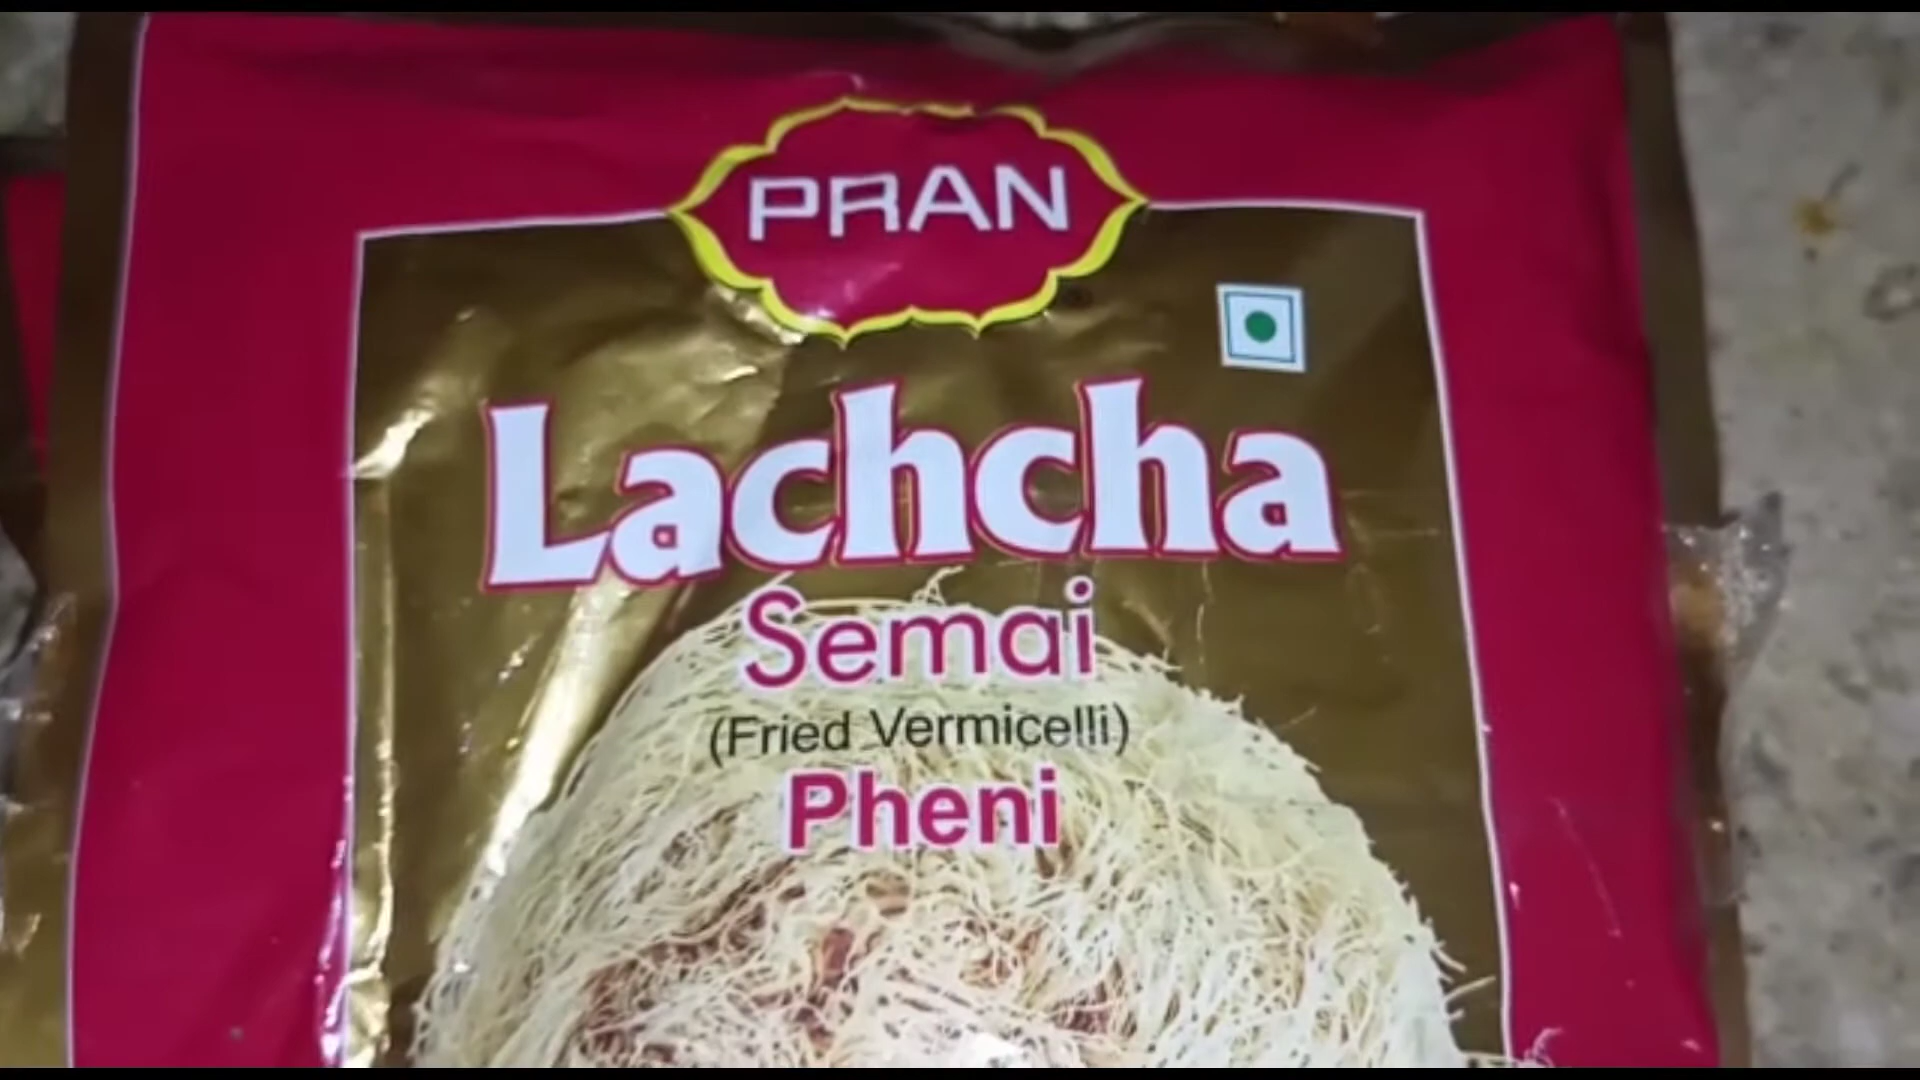 PRAN
Lachcha
Semai
(Fried Vermicelli)
Pheni